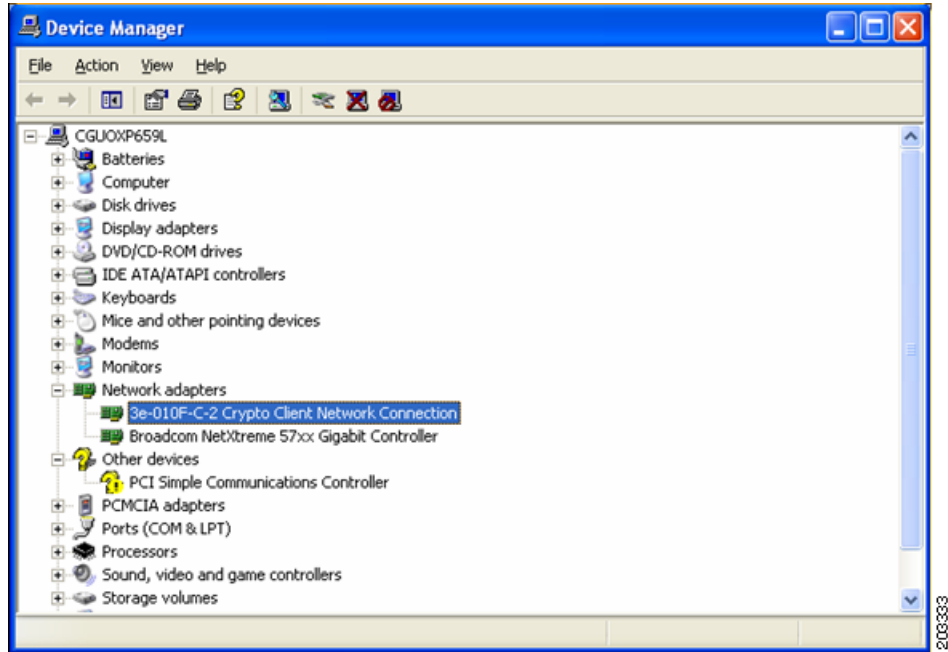 Device Manager
File Action View Help
CGUOXP659L
Batteries
Computer
Disk drives
Display adapters
DVD/CD-ROM drives
IDE ATA/ATAPI controllers
Keyboards
Mice and other pointing devices
Modems
Monitors
Network adapters
3e-010F-C-2 Crypto Client Network Connection
Broadcom NetXtreme 57xx Gigabit Controller
Other devices
PCI Simple Communications Controller
PCMCIA adapters
Ports (COM & LPT)
Processors
Sound, video and game controllers
Storage volumes
203333